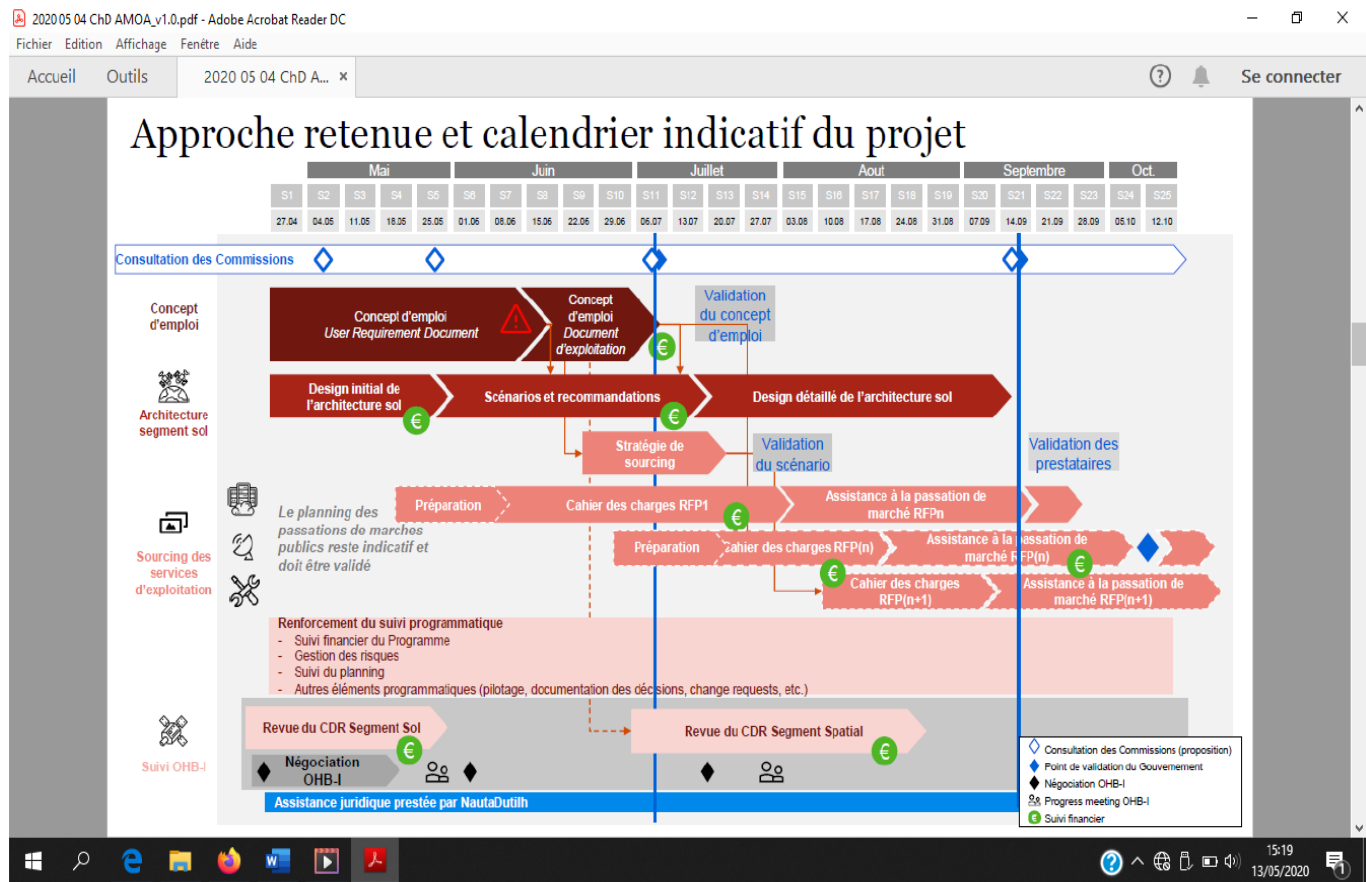 2020 05 04 ChD AMOA_v1.0.pdf - Adobe Acrobat Reader DC
Fichier Edition Affichage Fenêtre Aide
Accueil Outils 2020 05 04 ChD A... × Se connecter
Approche retenue et calendrier indicatif du projet
Mai Juin Juillet Aout Septembre Oct.
S1 S2 S3 S4 S5 S6 S7 S8 S9 S10 S11 S12 S13 S14 S15 S16 S17 S18 S19 S20 S21 S22 S23 S24 S25
27.04 04.05 11.05 18.05 25.05 01.06 08.06 15.06 22.06 29.06 06.07 13.07 20.07 27.07 03.08 10.08 17.08 24.08 31.08 07.09 14.09 21.09 28.09 05.10 12.10
Consultation des Commissions
Concept
d'emploi
Concept d'emploi
User Requirement Document
Concept
d'emploi
Document
d'exploitation
€
Validation
du concept
d'emploi
Architecture
segment sol
Design initial de
l'architecture sol
€
Scénarios et recommandations
€
Design détaillé de l'architecture sol
Stratégie de
sourcing
Validation
du scénario
Validation des
prestataires
Sourcing des
services
d'exploitation
Le planning des
passations de marches
publics reste indicatif et
doit être validé
Préparation
Cahier des charges RFP1
€
Assistance à la passation de
marché RFPn
Préparation
Cahier des charges RFP(n)
€
Assistance à la passation de
marché RFP(n)
€
Cahier des charges
RFP(n+1)
Assistance à la passation de
marché RFP(n+1)
Renforcement du suivi programmatique
- Suivi financier du Programme
- Gestion des risques
- Suivi du planning
- Autres éléments programmatiques (pilotage, documentation des décisions, change requests, etc.)
Suivi OHB-I
Revue du CDR Segment Sol
€
Revue du CDR Segment Spatial
€
Négociation
OHB-I
Assistance juridique prestée par NautaDutilh
Consultation des Commissions (proposition)
Point de validation du Gouvernement
Négociation OHB-I
Progress meeting OHB-I
€ Suivi financier
15:19
13/05/2020